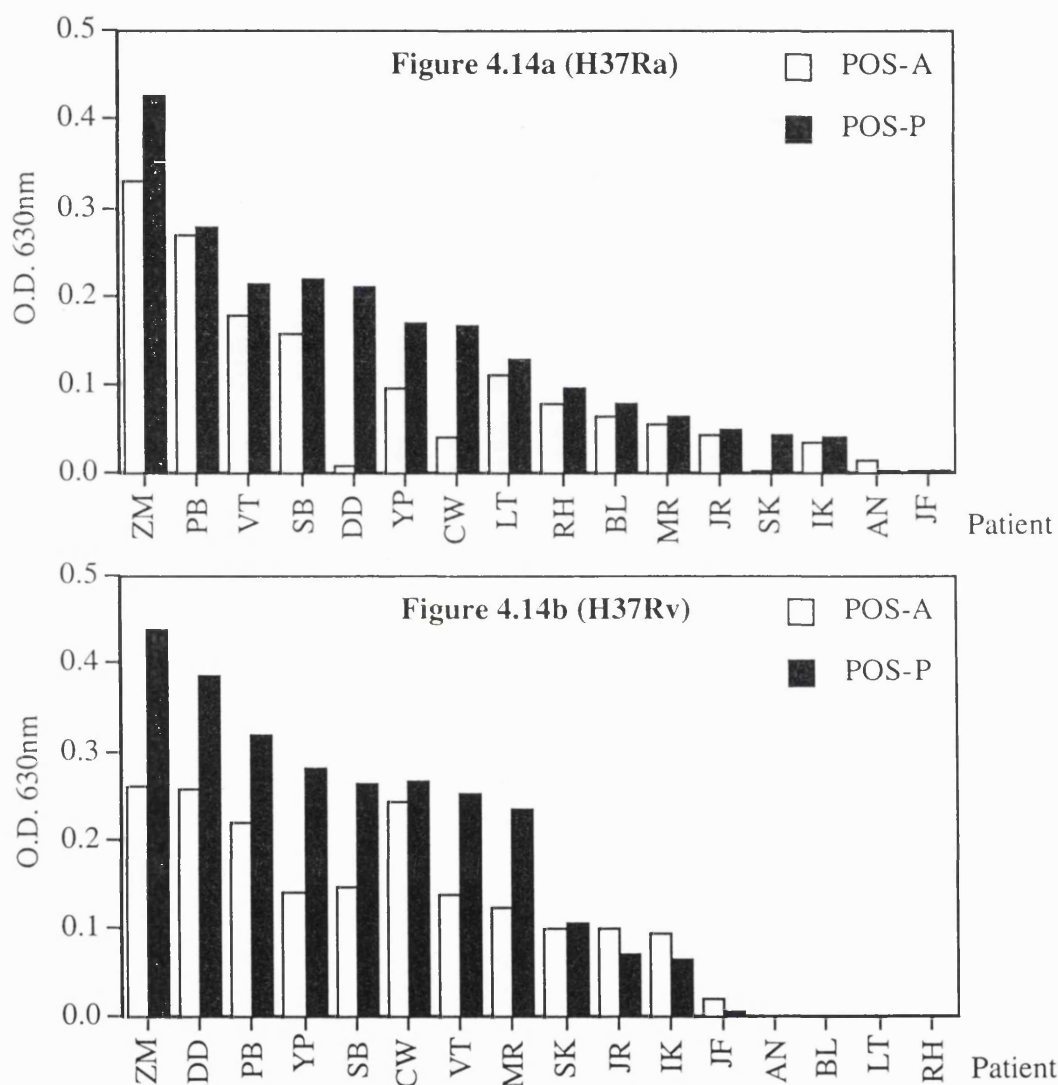 0.5
Figure 4.14a (H37Ra)
POS-A
POS-P
0.4
0.3
0.2
0.1
0.0
O.D. 630nm
ZM PB VT SB DD YP CW LT RH BL MR JR SK IK AN JF
Patient
0.5
Figure 4.14b (H37Rv)
POS-A
POS-P
0.4
0.3
0.2
0.1
0.0
O.D. 630nm
ZM DD PB YP SB CW VT MR SK JR IK JF AN BL LT RH
Patient